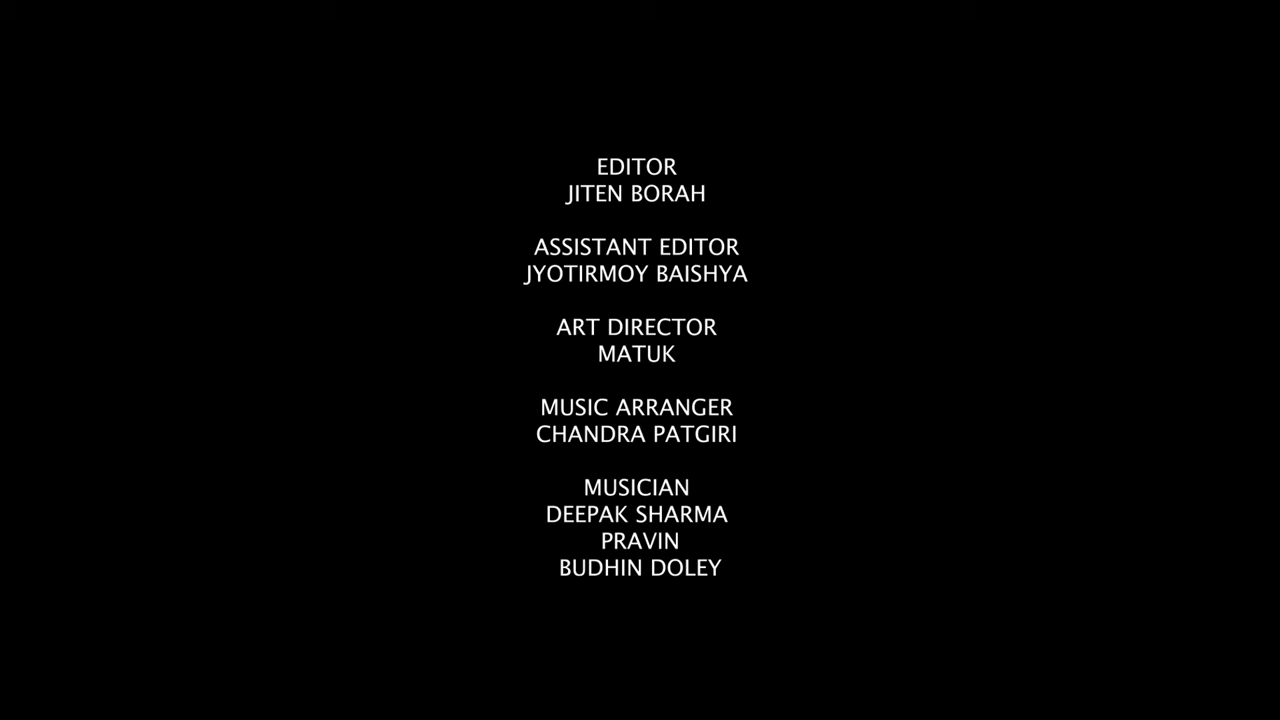 EDITOR
JITEN BORAH
ASSISTANT EDITOR
JYOTIRMOY BAISHYA
ART DIRECTOR
MATUK
MUSIC ARRANGER
CHANDRA PATGIRI
MUSICIAN
DEEPAK SHARMA
PRAVIN
BUDHIN DOLEY